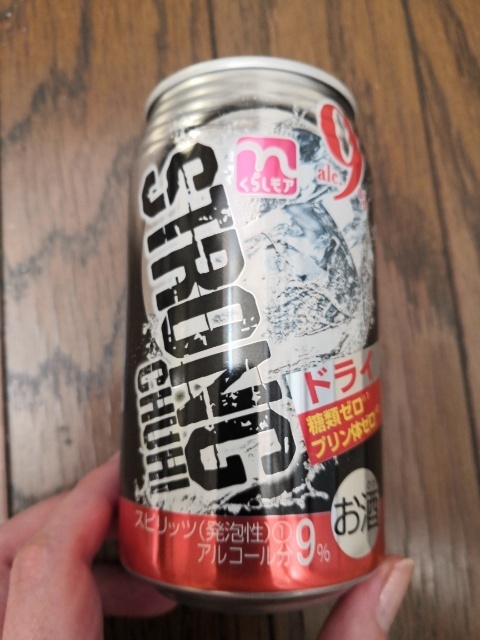 くらしモア
alc.
9
STRONG
CHUHI
ドライ
糖類ゼロ
プリン体ゼロ
お酒
スピリッツ(発泡性)①
アルコール分9%